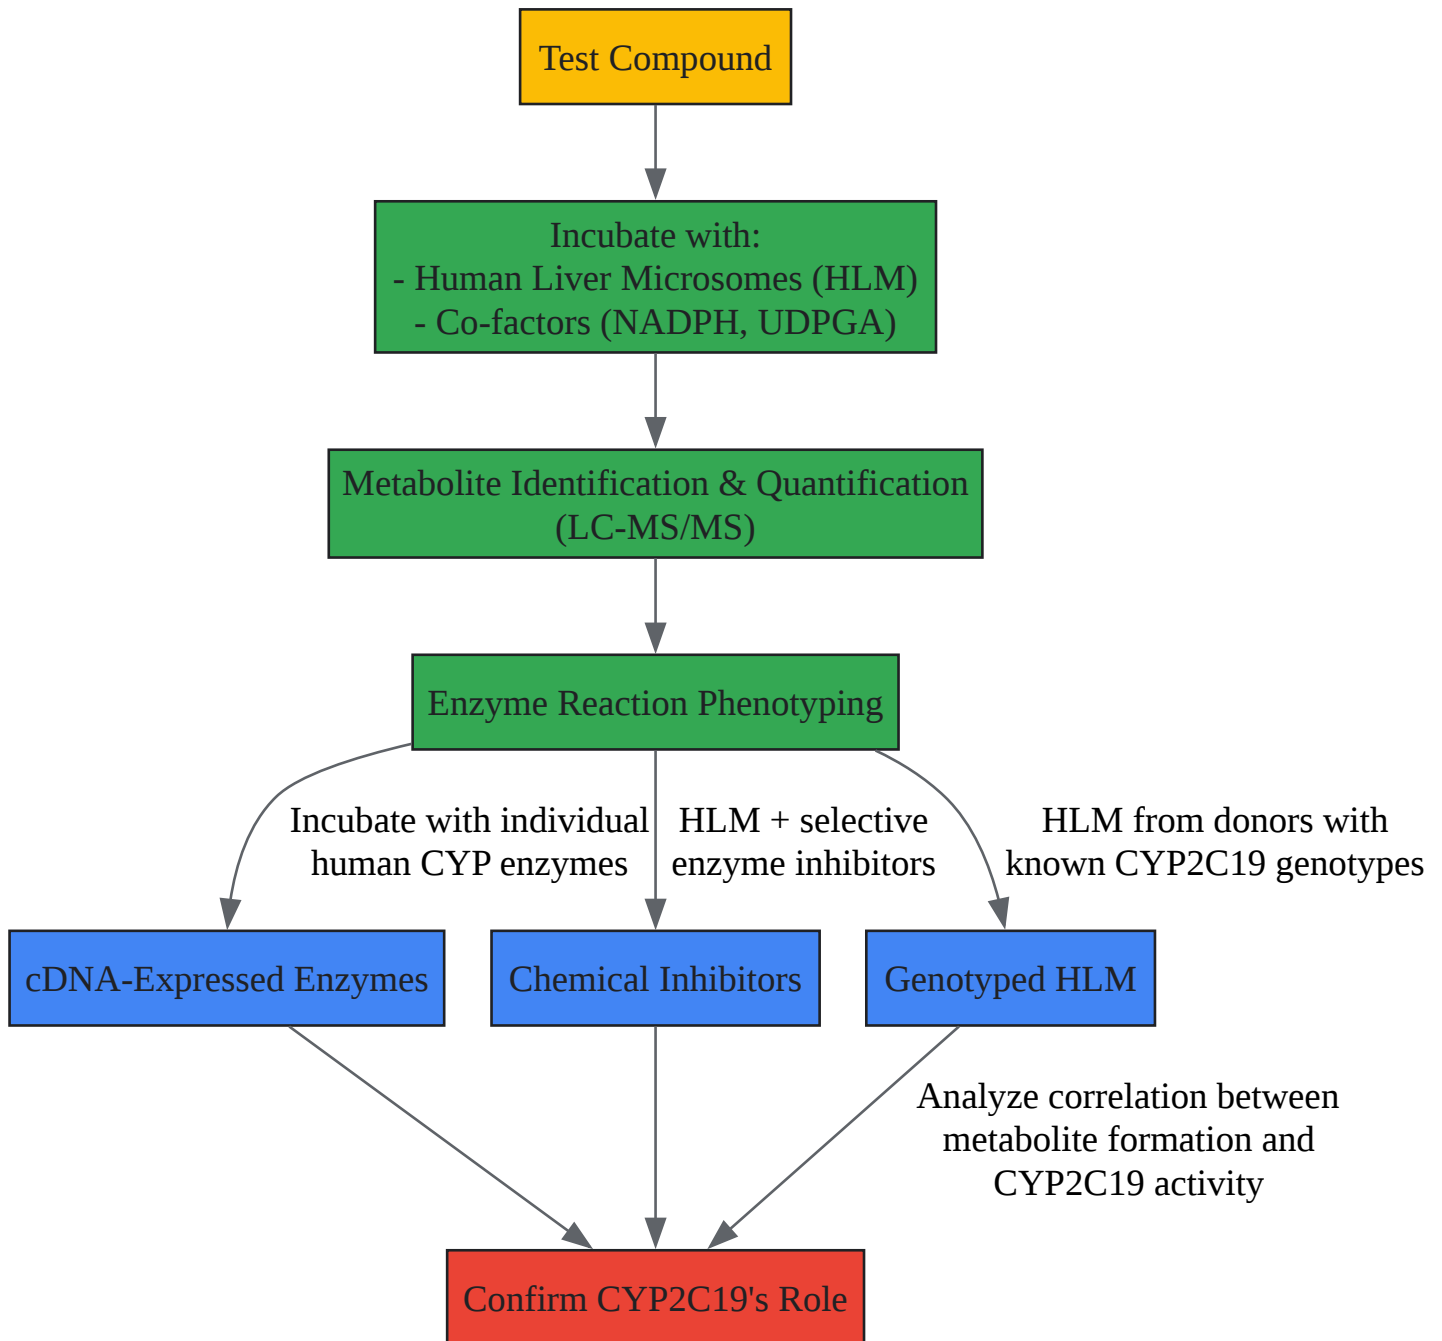 Test Compound
Incubate with:
- Human Liver Microsomes (HLM)
- Co-factors (NADPH, UDPGA)
Metabolite Identification & Quantification
(LC-MS/MS)
Enzyme Reaction Phenotyping
Incubate with individual
human CYP enzymes
HLM + selective
enzyme inhibitors
HLM from donors with
known CYP2C19 genotypes
cDNA-Expressed Enzymes
Chemical Inhibitors
Genotyped HLM
Analyze correlation between
metabolite formation and
CYP2C19 activity
Confirm CYP2C19's Role